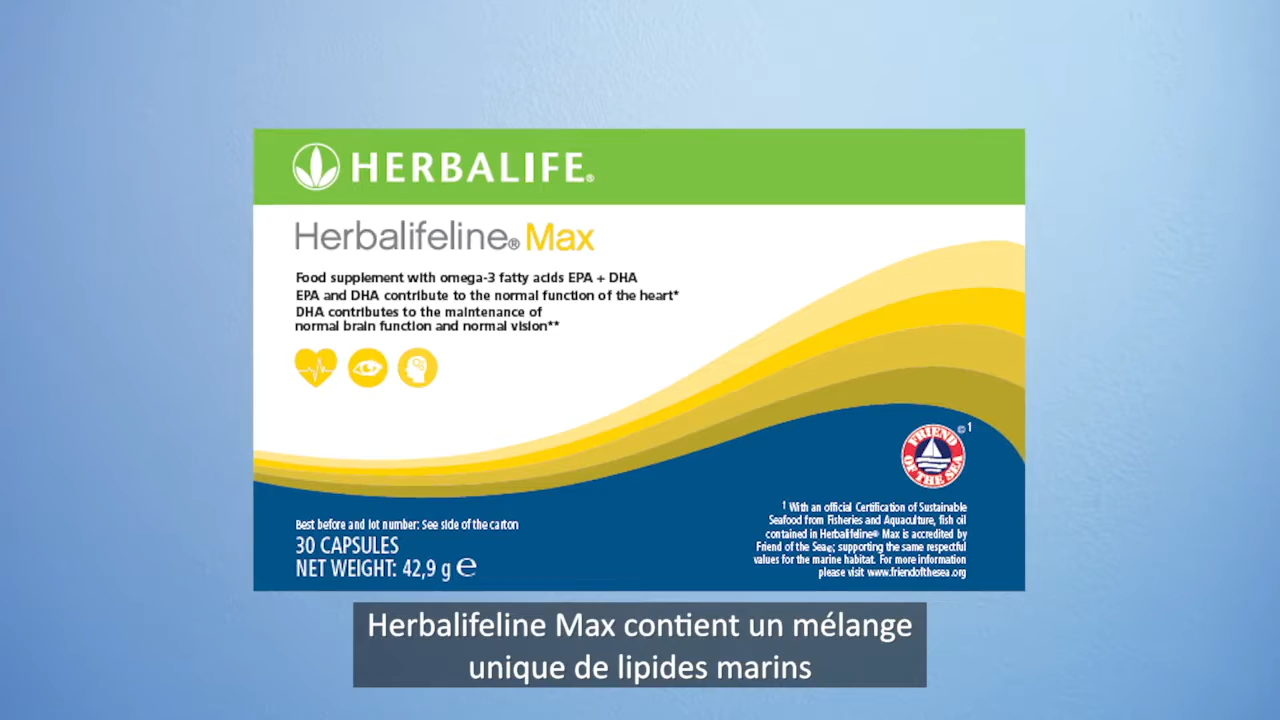 HERBALIFE®
Herbalifeline® Max
Food supplement with omega-3 fatty acids EPA + DHA
EPA and DHA contribute to the normal function of the heart*
DHA contributes to the maintenance of
normal brain function and normal vision**
© 1
FRIEND OF THE SEA
1 With an official Certification of Sustainable
Seafood from Fisheries and Aquaculture, fish oil
contained in Herbalifeline® Max is accredited by
Friend of the Sea©; supporting the same respectful
values for the marine habitat. For more information
please visit www.friendofthesea.org
Best before and lot number: See side of the carton
30 CAPSULES
NET WEIGHT: 42,9 g ℮
Herbalifeline Max contient un mélange
unique de lipides marins